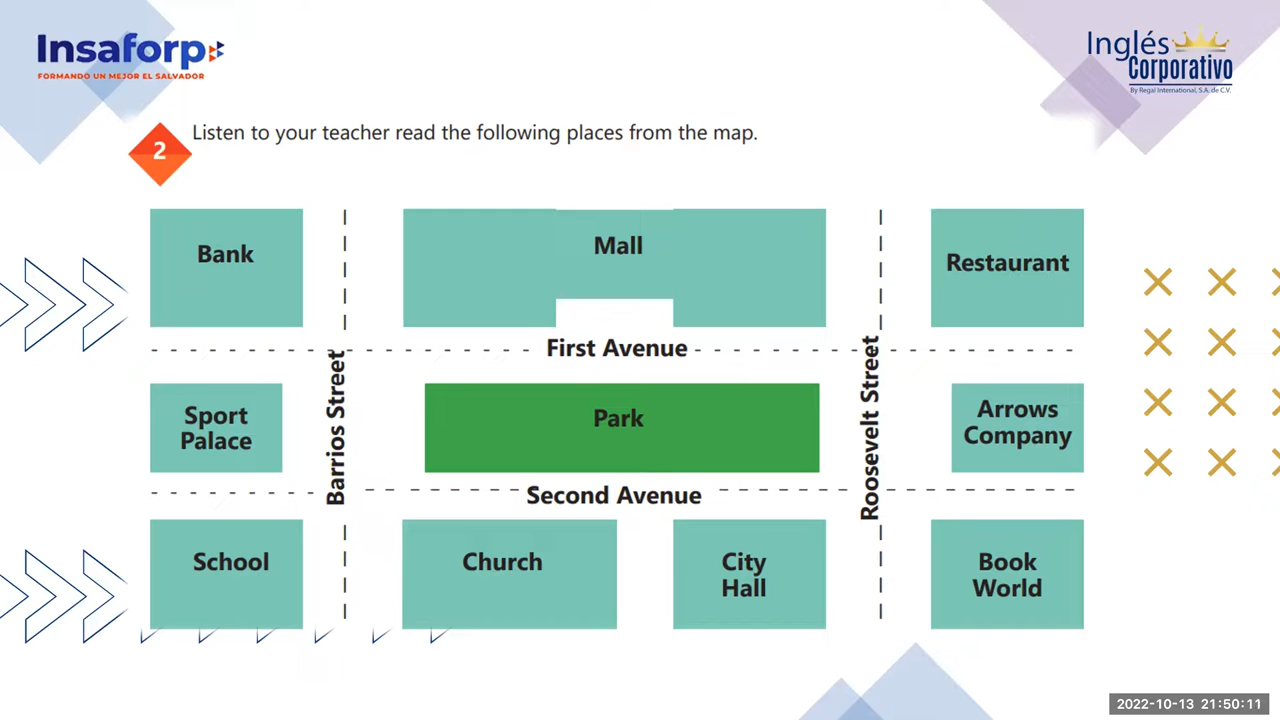 Insaforp
FORMANDO UN MEJOR EL SALVADOR
Inglés
Corporativo
By Regal International, S.A. de C.V.
2
Listen to your teacher read the following places from the map.
Bank
Mall
Restaurant
First Avenue
Barrios Street
Roosevelt Street
Sport
Palace
Park
Arrows
Company
Second Avenue
School
Church
City
Hall
Book
World
2022-10-13 21:50:11